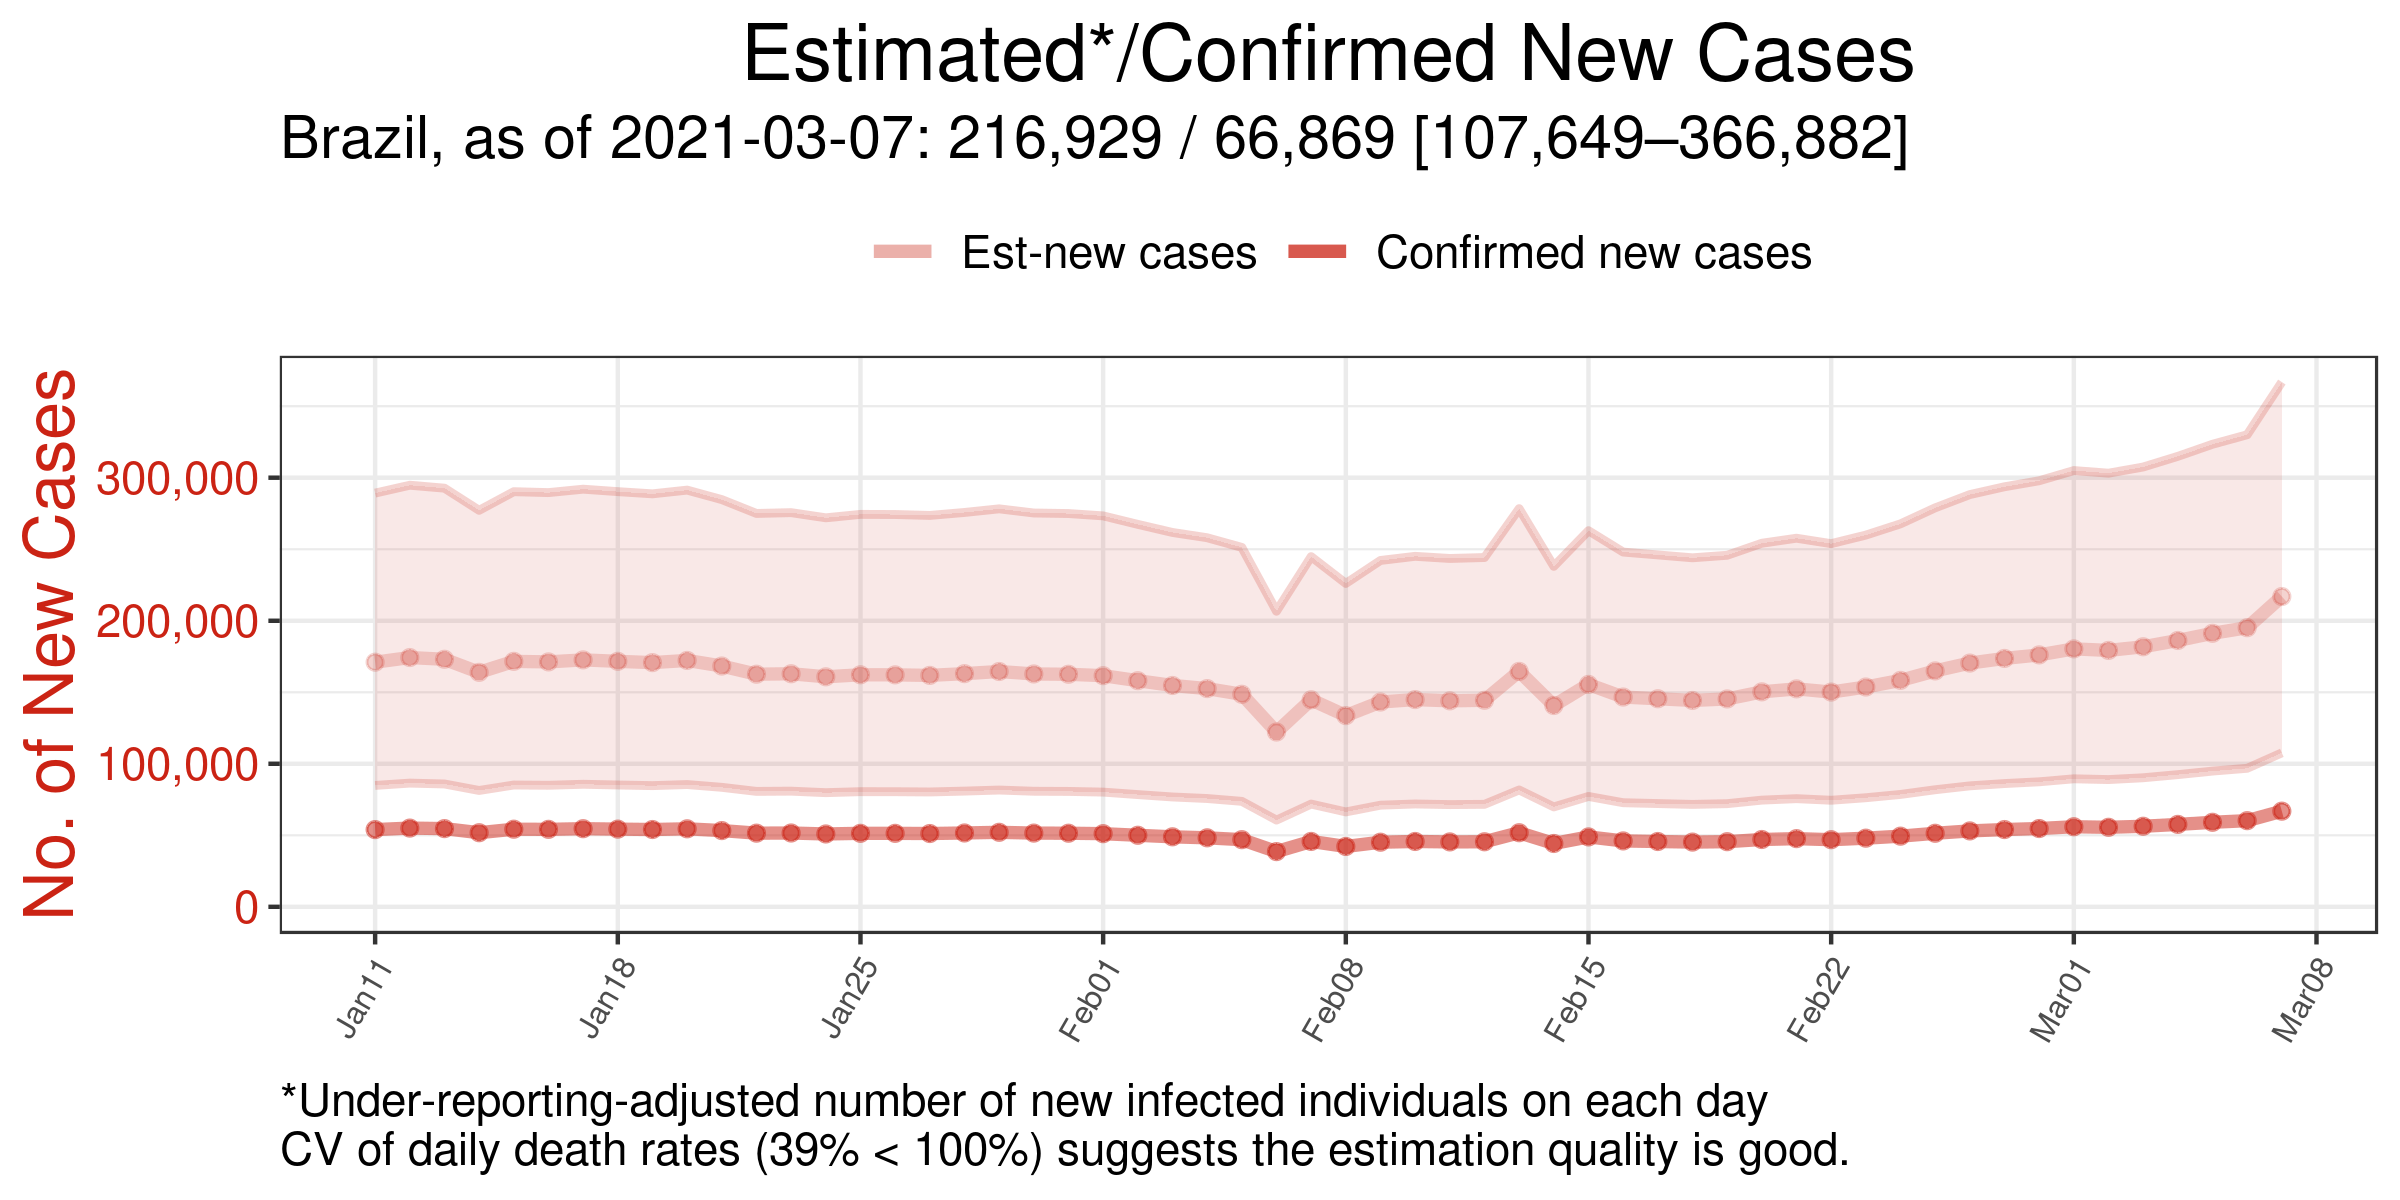 Estimated*/Confirmed New Cases
Brazil, as of 2021-03-07: 216,929 / 66,869 [107,649–366,882]
Est-new cases
Confirmed new cases
No. of New Cases
300,000
200,000
100,000
0
Jan11
Jan18
Jan25
Feb01
Feb08
Feb15
Feb22
Mar01
Mar08
*Under-reporting-adjusted number of new infected individuals on each day
CV of daily death rates (39% < 100%) suggests the estimation quality is good.